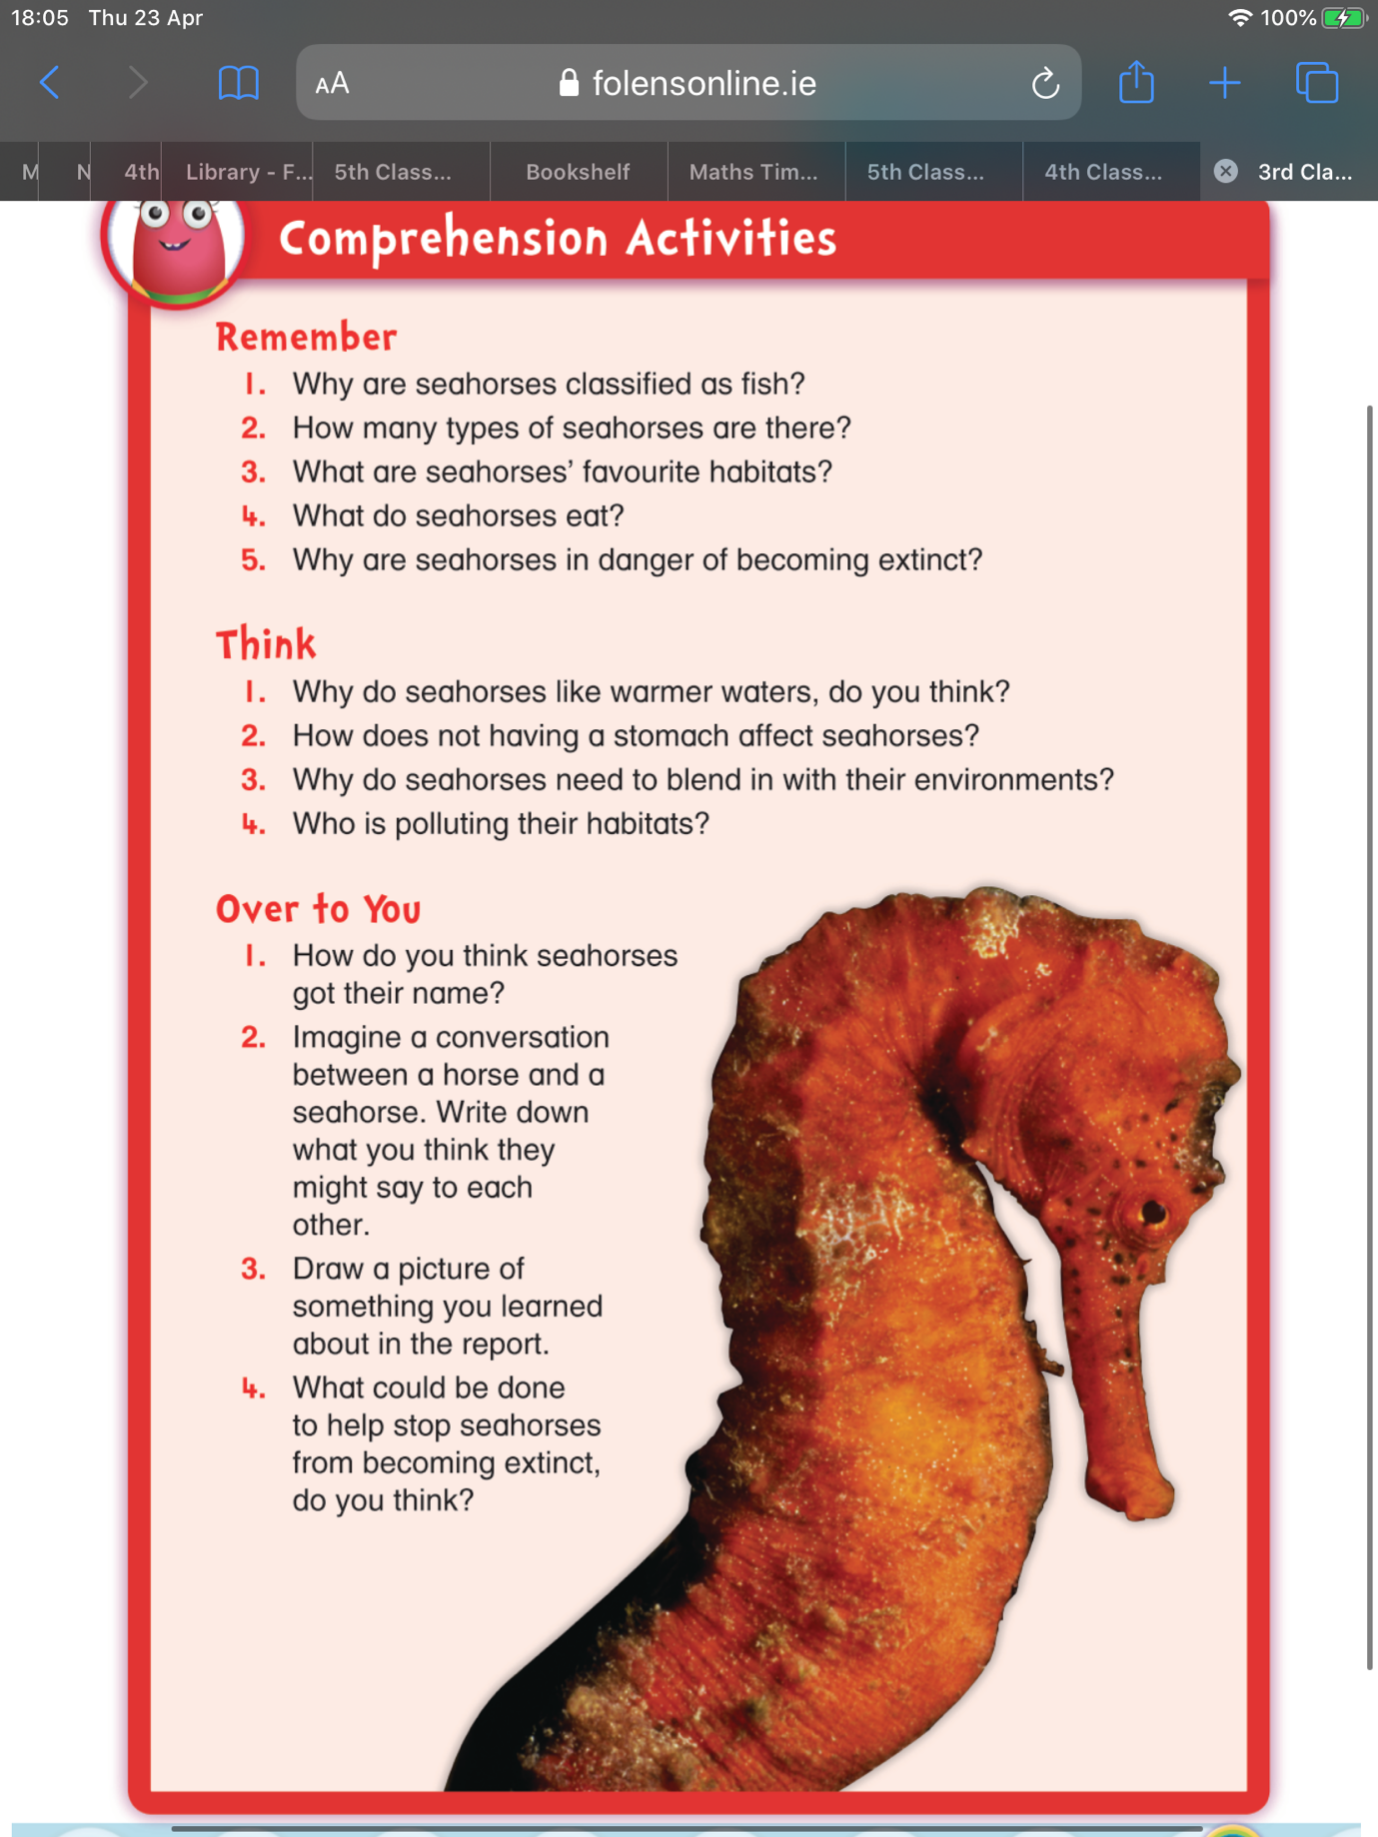 18:05 Thu 23 Apr
100%
AA
folensonline.ie
M
N
4th
Library - F...
5th Class...
Bookshelf
Maths Tim...
5th Class...
4th Class...
3rd Cla...
Comprehension Activities
Remember
1. Why are seahorses classified as fish?
2. How many types of seahorses are there?
3. What are seahorses’ favourite habitats?
4. What do seahorses eat?
5. Why are seahorses in danger of becoming extinct?
Think
1. Why do seahorses like warmer waters, do you think?
2. How does not having a stomach affect seahorses?
3. Why do seahorses need to blend in with their environments?
4. Who is polluting their habitats?
Over to You
1. How do you think seahorses
got their name?
2. Imagine a conversation
between a horse and a
seahorse. Write down
what you think they
might say to each
other.
3. Draw a picture of
something you learned
about in the report.
4. What could be done
to help stop seahorses
from becoming extinct,
do you think?